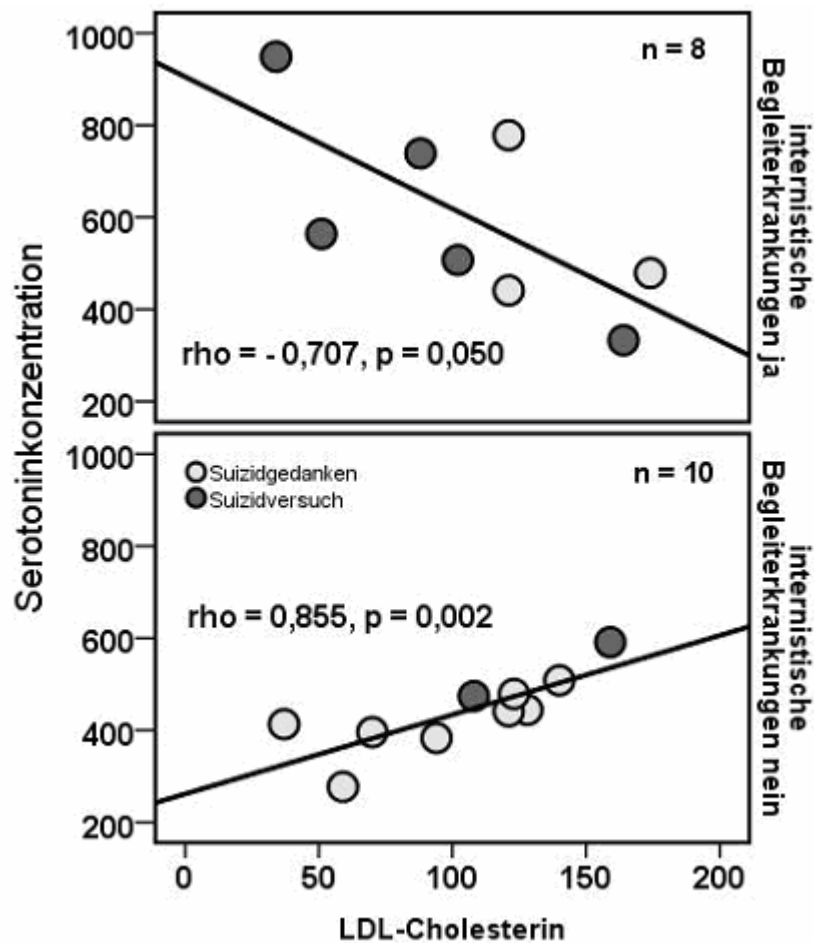 1000
800
600
400
200
n = 8
rho = - 0,707, p = 0,050
internistische
Begleiterkrankungen ja
Serotoninkonzentration
1000
800
600
400
200
Suizidgedanken
Suizidversuch
n = 10
rho = 0,855, p = 0,002
internistische
Begleiterkrankungen nein
0 50 100 150 200
LDL-Cholesterin